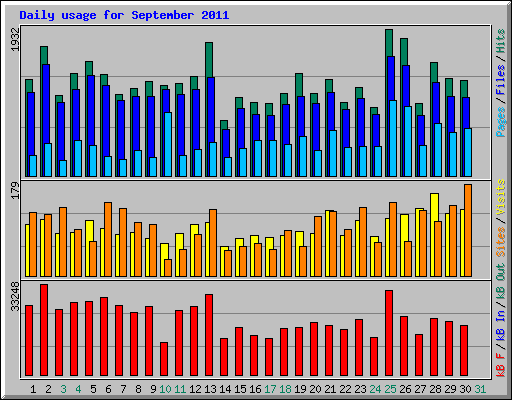 Daily usage for September 2011
1932
Pages / Files / Hits
179
Sites / Visits
33248
kB F / kB In / kB Out
1 2 3 4 5 6 7 8 9 10 11 12 13 14 15 16 17 18 19 20 21 22 23 24 25 26 27 28 29 30 31